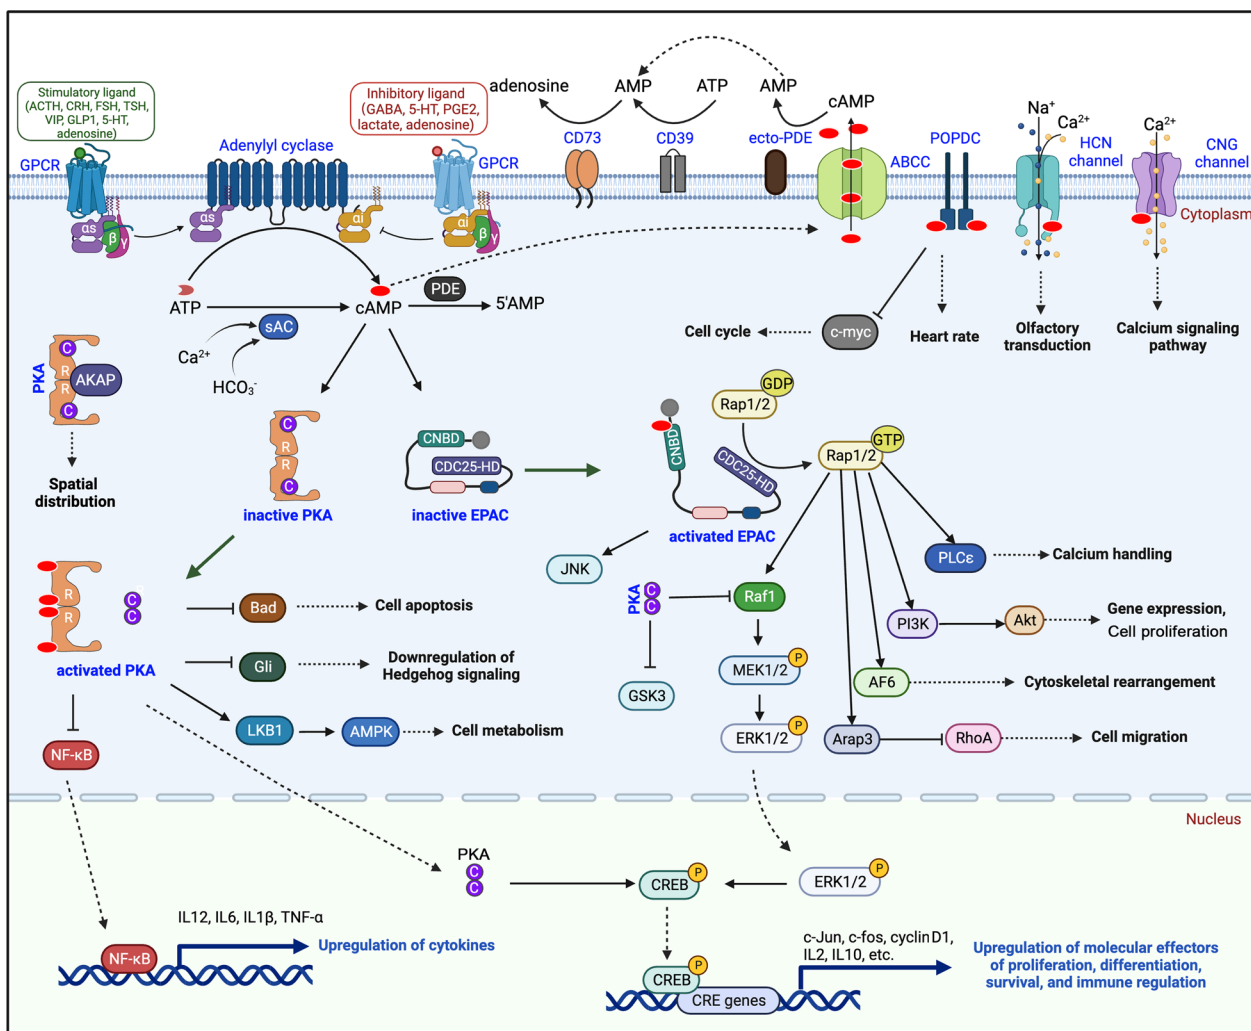 Stimulatory ligand
(ACTH, CRH, FSH, TSH,
VIP, GLP1, 5-HT,
adenosine)
GPCR
Adenylyl cyclase
Inhibitory ligand
(GABA, 5-HT, PGE2,
lactate, adenosine)
GPCR
adenosine
AMP
ATP
AMP
cAMP
CD73
CD39
ecto-PDE
ABCC
POPDC
Na⁺
Ca²⁺
HCN
channel
Ca²⁺
CNG
channel
Cytoplasm
αs
β
γ
αs
αi
αi
β
γ
ATP
cAMP
PDE
5'AMP
sAC
Ca²⁺
HCO₃⁻
Cell cycle
c-myc
Heart rate
Olfactory
transduction
Calcium signaling
pathway
PKA
C
R
R
C
AKAP
Spatial
distribution
C
R
R
C
inactive PKA
CNBD
CDC25-HD
inactive EPAC
CNBD
CDC25-HD
activated EPAC
GDP
Rap1/2
GTP
Rap1/2
JNK
PLCε
Calcium handling
PKA
C
C
Raf1
PI3K
Akt
Gene expression,
Cell proliferation
R
R
C
C
activated PKA
Bad
Cell apoptosis
Gli
Downregulation of
Hedgehog signaling
LKB1
AMPK
Cell metabolism
GSK3
MEK1/2
P
AF6
Cytoskeletal rearrangement
ERK1/2
P
Arap3
RhoA
Cell migration
NF-κB
Nucleus
PKA
C
C
CREB
P
ERK1/2
P
IL12, IL6, IL1β, TNF-α
Upregulation of cytokines
NF-κB
CREB
P
CRE genes
c-Jun, c-fos, cyclin D1,
IL2, IL10, etc.
Upregulation of molecular effectors
of proliferation, differentiation,
survival, and immune regulation